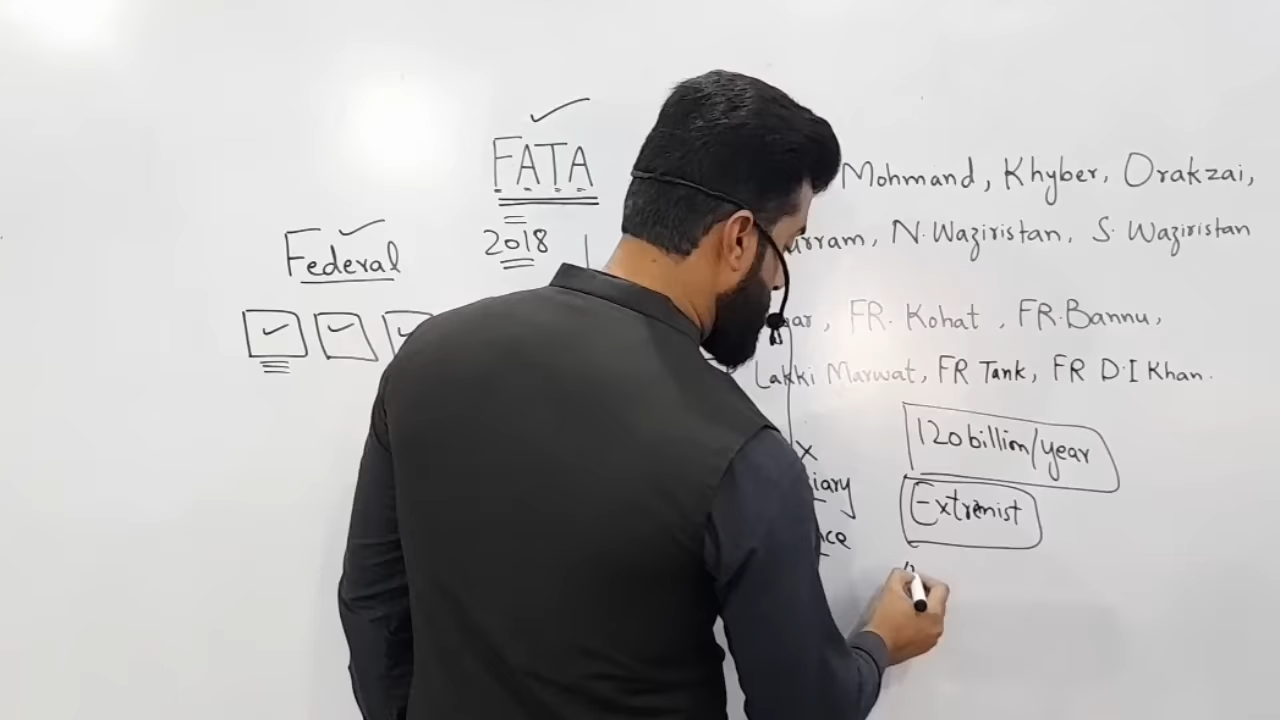 FATA
Mohmand, Khyber, Orakzai,
2018
N. Waziristan, S. Waziristan
Federal
FR. Kohat, FR. Bannu,
Lakki Marwat, FR Tank, FR D.I Khan.
120 billion/year
Extremist